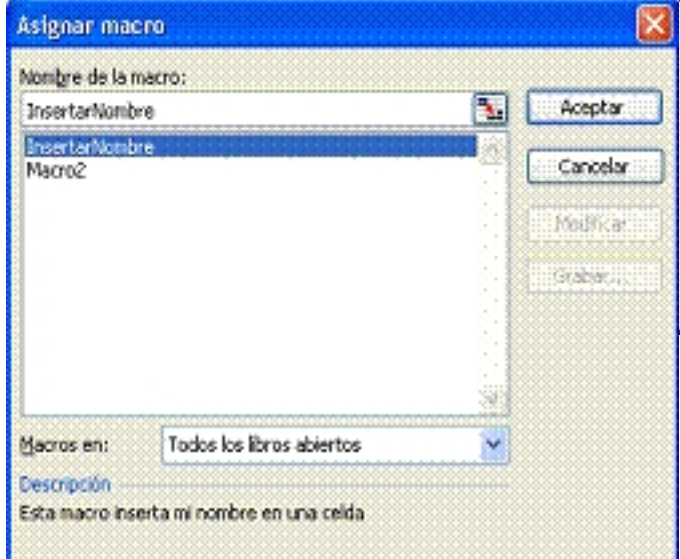 Asignar macro
Nombre de la macro:
InsertarNombre
Aceptar
InsertarNombre
Macro2
Cancelar
Modificar
Grabar...
Macros en:
Todos los libros abiertos
Descripción
Esta macro inserta mi nombre en una celda